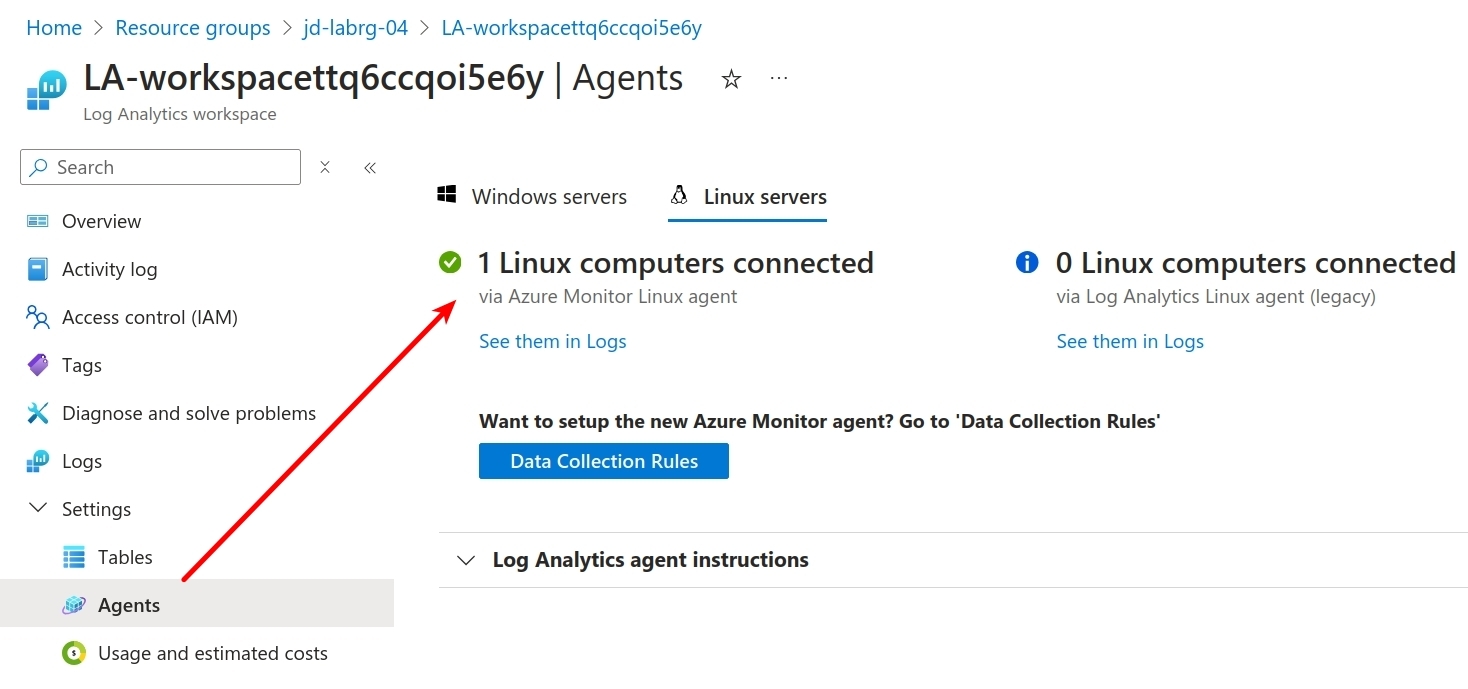 Home > Resource groups > jd-labrg-04 > LA-workspacettq6ccqoi5e6y
LA-workspacettq6ccqoi5e6y | Agents ☆ ...
Log Analytics workspace
Search
Overview
Activity log
Access control (IAM)
Tags
Diagnose and solve problems
Logs
Settings
Tables
Agents
Usage and estimated costs
Windows servers Linux servers
1 Linux computers connected
via Azure Monitor Linux agent
See them in Logs
0 Linux computers connected
via Log Analytics Linux agent (legacy)
See them in Logs
Want to setup the new Azure Monitor agent? Go to 'Data Collection Rules'
Data Collection Rules
Log Analytics agent instructions